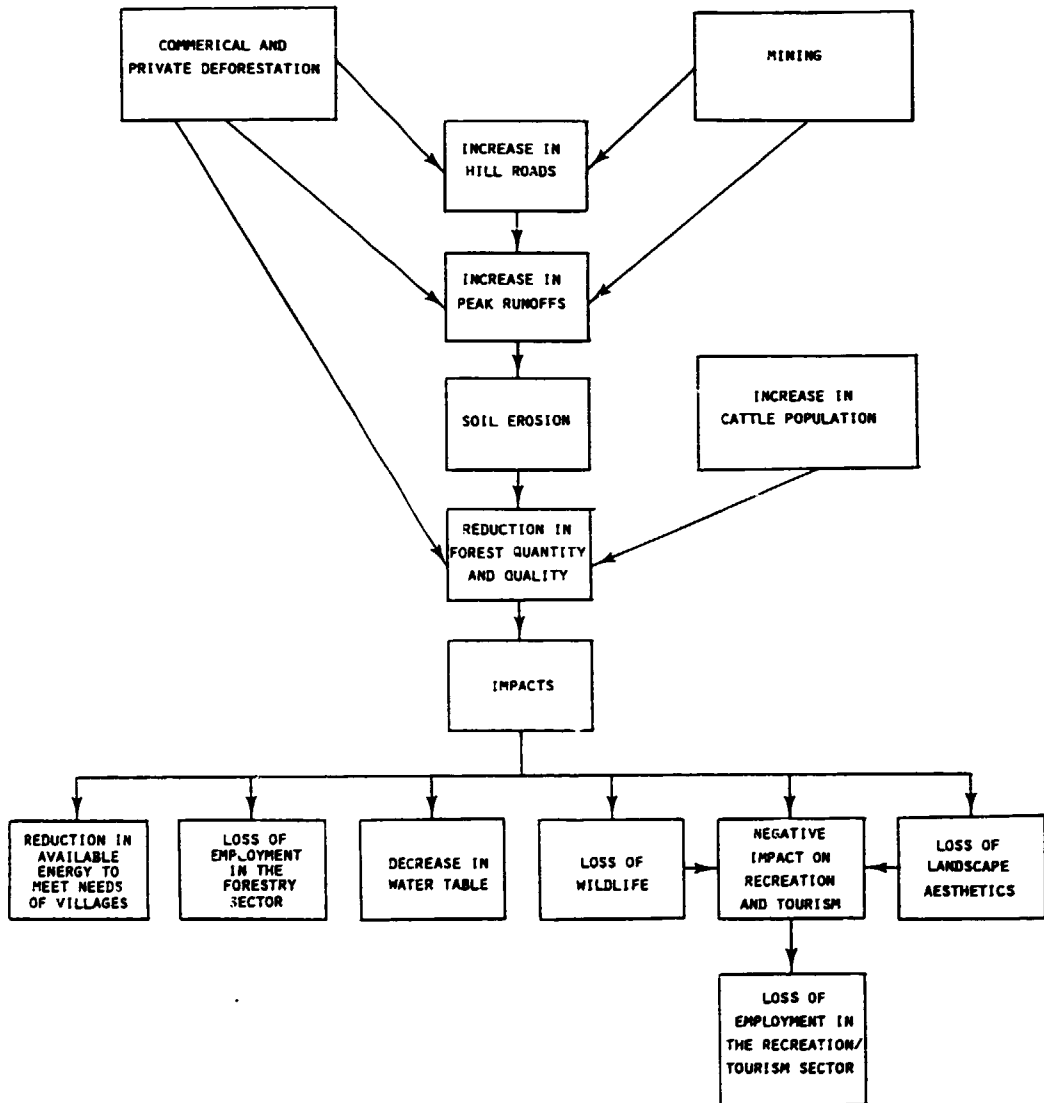 COMMERICAL AND
PRIVATE DEFORESTATION
MINING
INCREASE IN
HILL ROADS
INCREASE IN
PEAK RUNOFFS
SOIL EROSION
INCREASE IN
CATTLE POPULATION
REDUCTION IN
FOREST QUANTITY
AND QUALITY
IMPACTS
REDUCTION IN
AVAILABLE
ENERGY TO
MEET NEEDS
OF VILLAGES
LOSS OF
EMPLOYMENT
IN THE
FORESTRY
SECTOR
DECREASE IN
WATER TABLE
LOSS OF
WILDLIFE
NEGATIVE
IMPACT ON
RECREATION
AND TOURISM
LOSS OF
LANDSCAPE
AESTHETICS
LOSS OF
EMPLOYMENT IN
THE RECREATION/
TOURISM SECTOR